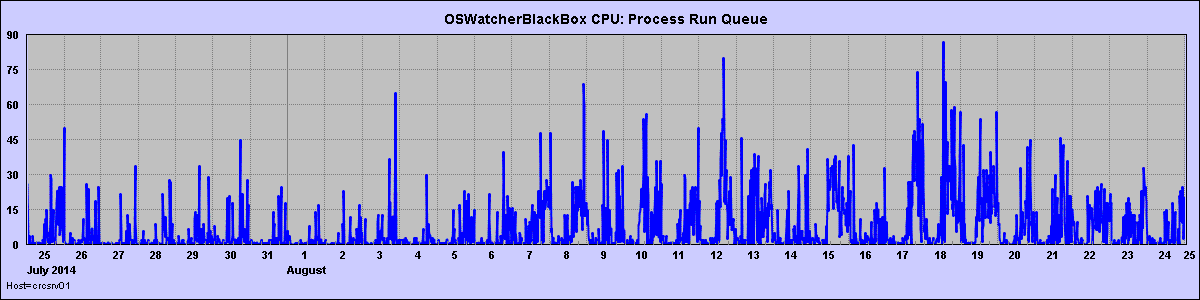 OSWatcherBlackBox CPU: Process Run Queue
90
75
60
45
30
15
0
25 26 27 28 29 30 31 1 2 3 4 5 6 7 8 9 10 11 12 13 14 15 16 17 18 19 20 21 22 23 24 25
July 2014 August
Host=crcsrv01